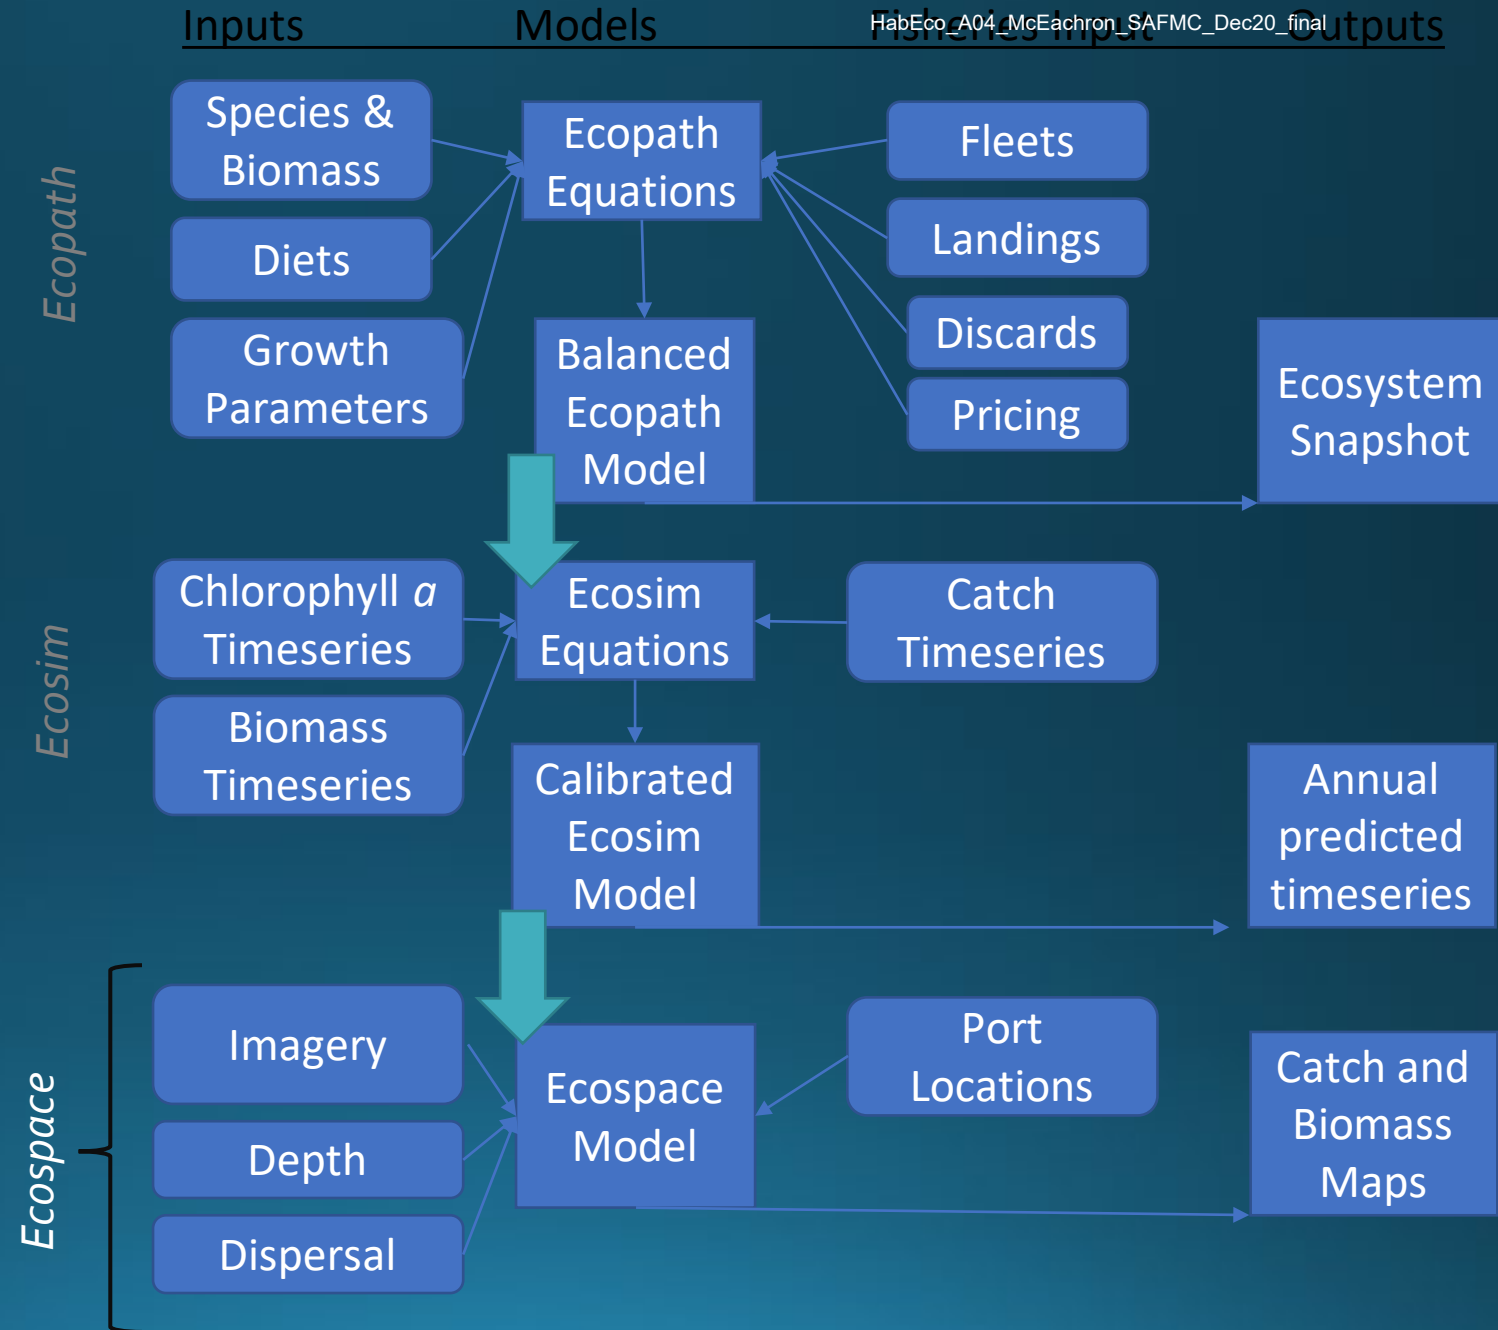 Inputs
Models
Fisheries Input
Outputs
HabEco_A04_McEachron_SAFMC_Dec20_final
Ecopath
Species &
Biomass
Diets
Growth
Parameters
Ecopath
Equations
Balanced
Ecopath
Model
Fleets
Landings
Discards
Pricing
Ecosystem
Snapshot
Ecosim
Chlorophyll a
Timeseries
Biomass
Timeseries
Ecosim
Equations
Calibrated
Ecosim
Model
Catch
Timeseries
Annual
predicted
timeseries
Ecospace
Imagery
Depth
Dispersal
Ecospace
Model
Port
Locations
Catch and
Biomass
Maps